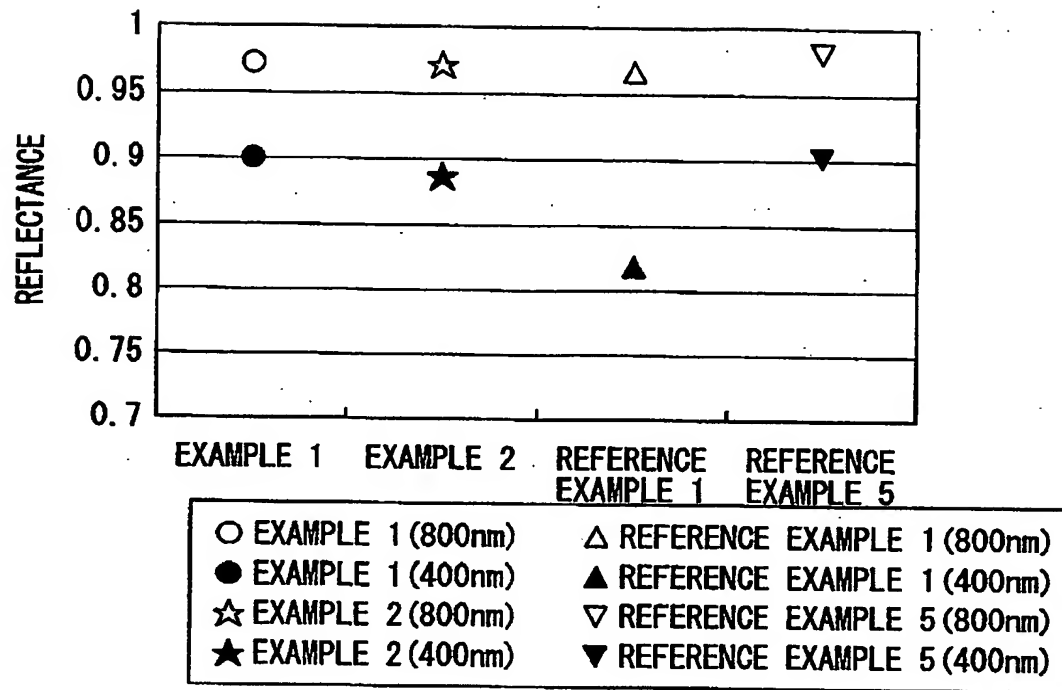 REFLECTANCE
1
0.95
0.9
0.85
0.8
0.75
0.7
EXAMPLE 1
EXAMPLE 2
REFERENCE
EXAMPLE 1
REFERENCE
EXAMPLE 5
EXAMPLE 1(800nm)
EXAMPLE 1(400nm)
EXAMPLE 2(800nm)
EXAMPLE 2(400nm)
REFERENCE EXAMPLE 1(800nm)
REFERENCE EXAMPLE 1(400nm)
REFERENCE EXAMPLE 5(800nm)
REFERENCE EXAMPLE 5(400nm)